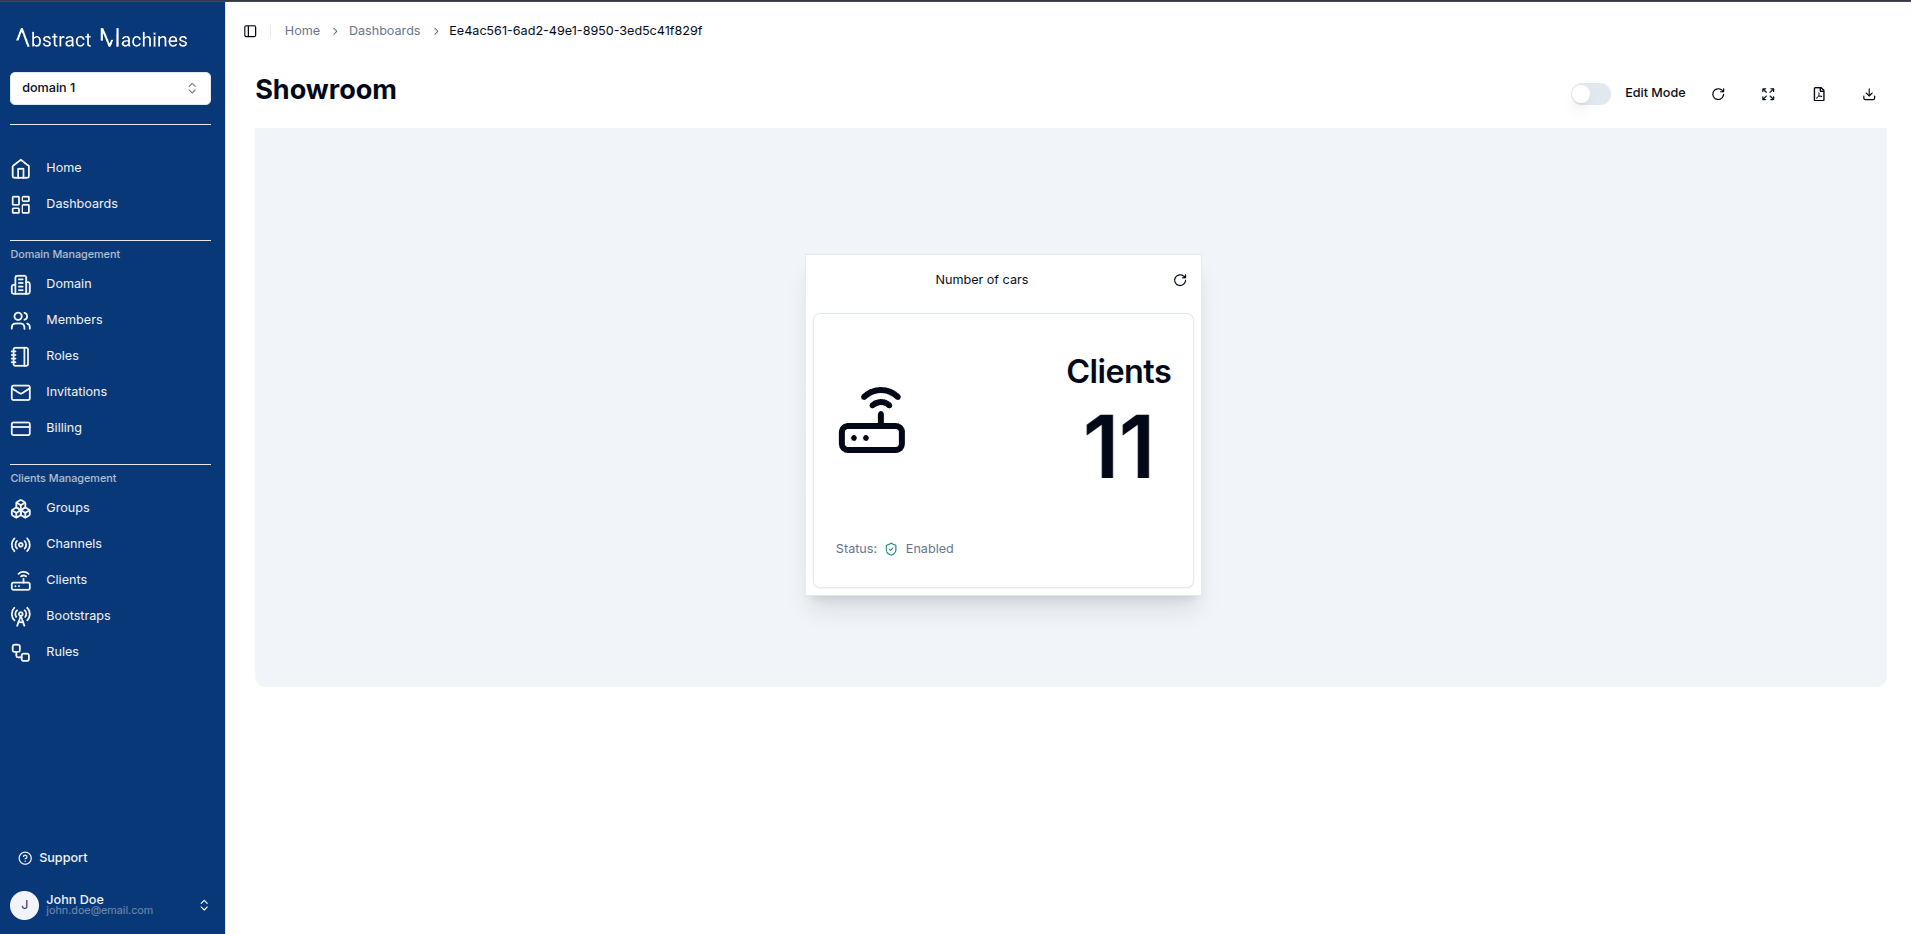 Abstract Machines
domain 1
Home
Dashboards
Domain Management
Domain
Members
Roles
Invitations
Billing
Clients Management
Groups
Channels
Clients
Bootstraps
Rules
Support
J
John Doe
john.doe@email.com
Home > Dashboards > Ee4ac561-6ad2-49e1-8950-3ed5c41f829f
Showroom
Edit Mode
Number of cars
Clients
11
Status: Enabled